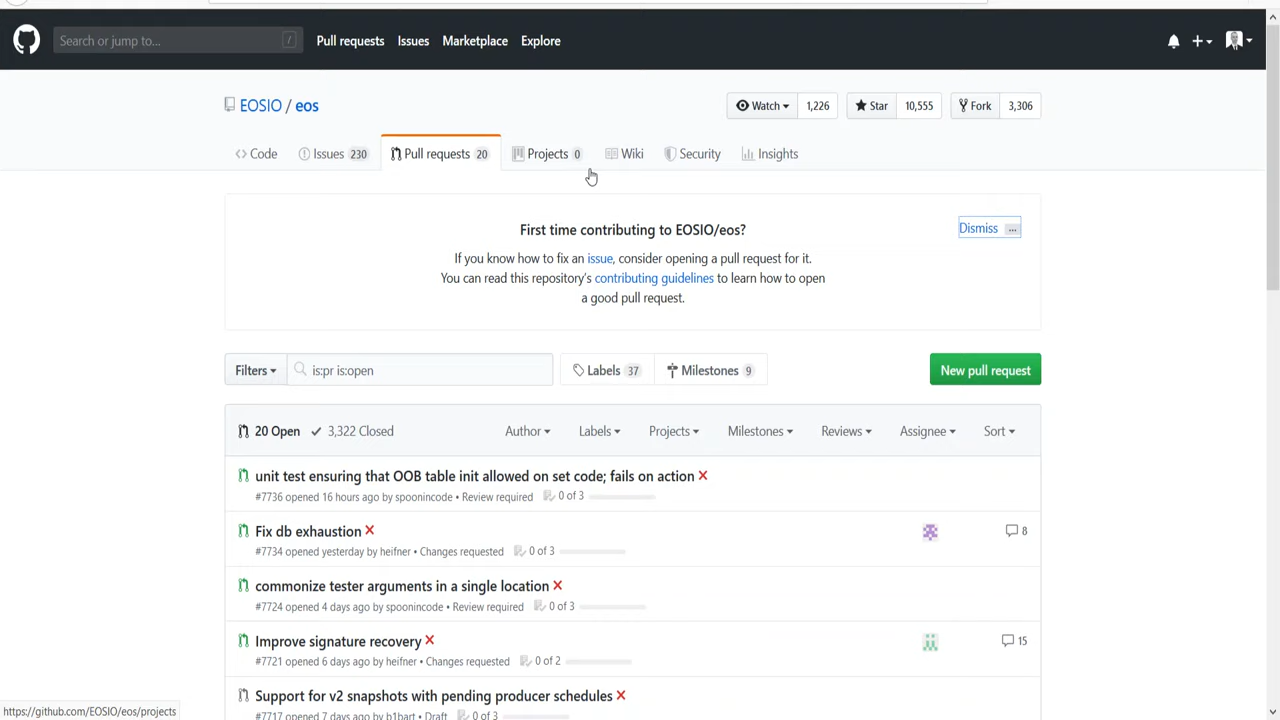 Search or jump to... /
Pull requests Issues Marketplace Explore
EOSIO / eos
Watch 1,226 Star 10,555 Fork 3,306
Code Issues 230 Pull requests 20 Projects 0 Wiki Security Insights
First time contributing to EOSIO/eos?
Dismiss ...
If you know how to fix an issue, consider opening a pull request for it.
You can read this repository's contributing guidelines to learn how to open
a good pull request.
Filters is:pr is:open Labels 37 Milestones 9 New pull request
20 Open 3,322 Closed Author Labels Projects Milestones Reviews Assignee Sort
unit test ensuring that OOB table init allowed on set code; fails on action
#7736 opened 16 hours ago by spoonincode • Review required 0 of 3
Fix db exhaustion
8
#7734 opened yesterday by heifner • Changes requested 0 of 3
commonize tester arguments in a single location
#7724 opened 4 days ago by spoonincode • Review required 0 of 3
Improve signature recovery
15
#7721 opened 6 days ago by heifner • Changes requested 0 of 2
Support for v2 snapshots with pending producer schedules
#7717 opened 7 days ago by b1bart • Draft 0 of 3
https://github.com/EOSIO/eos/projects